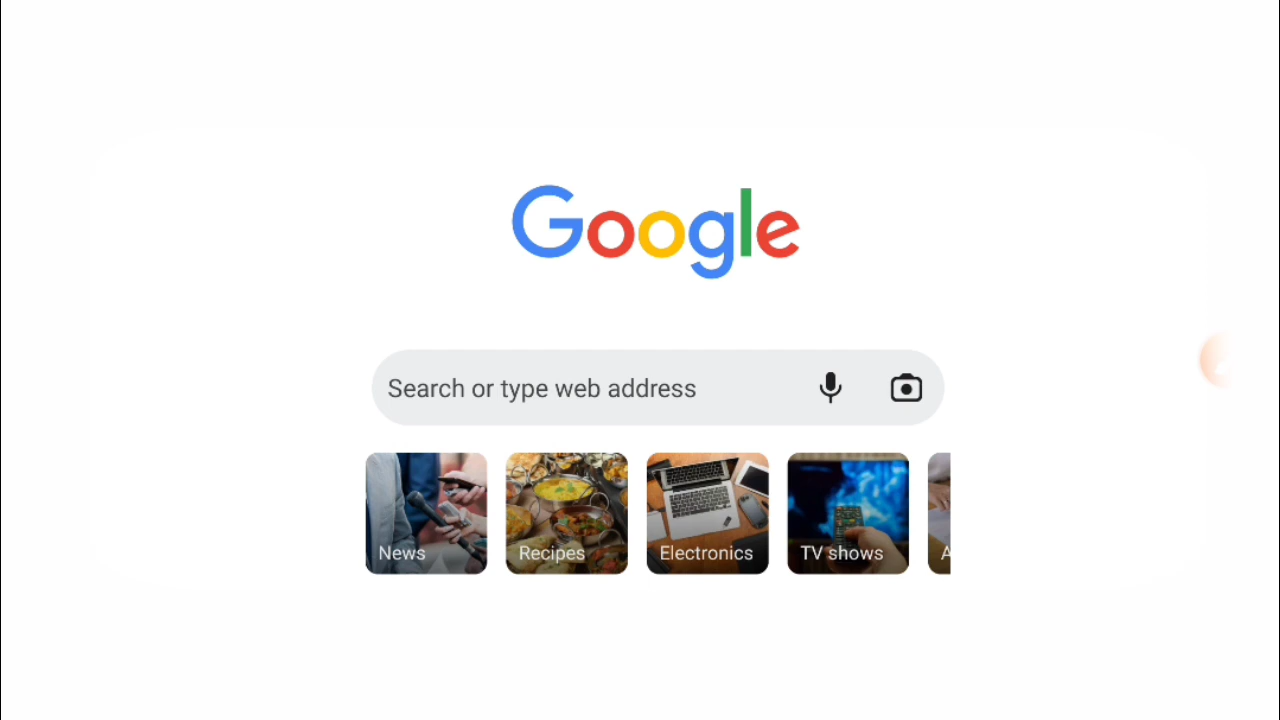 Google
Search or type web address
News
Recipes
Electronics
TV shows
A